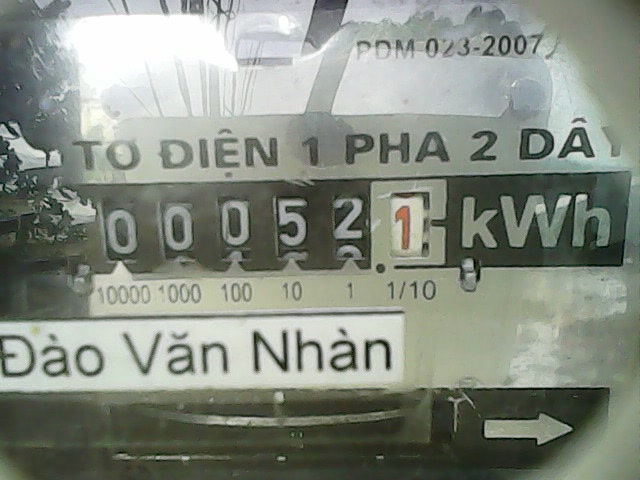 PDM-023-2007
TƠ ĐIỆN 1 PHA 2 DÂY
0 0 0 5 2 1 kWh
10000 1000 100 10 1 1/10
Đào Văn Nhàn